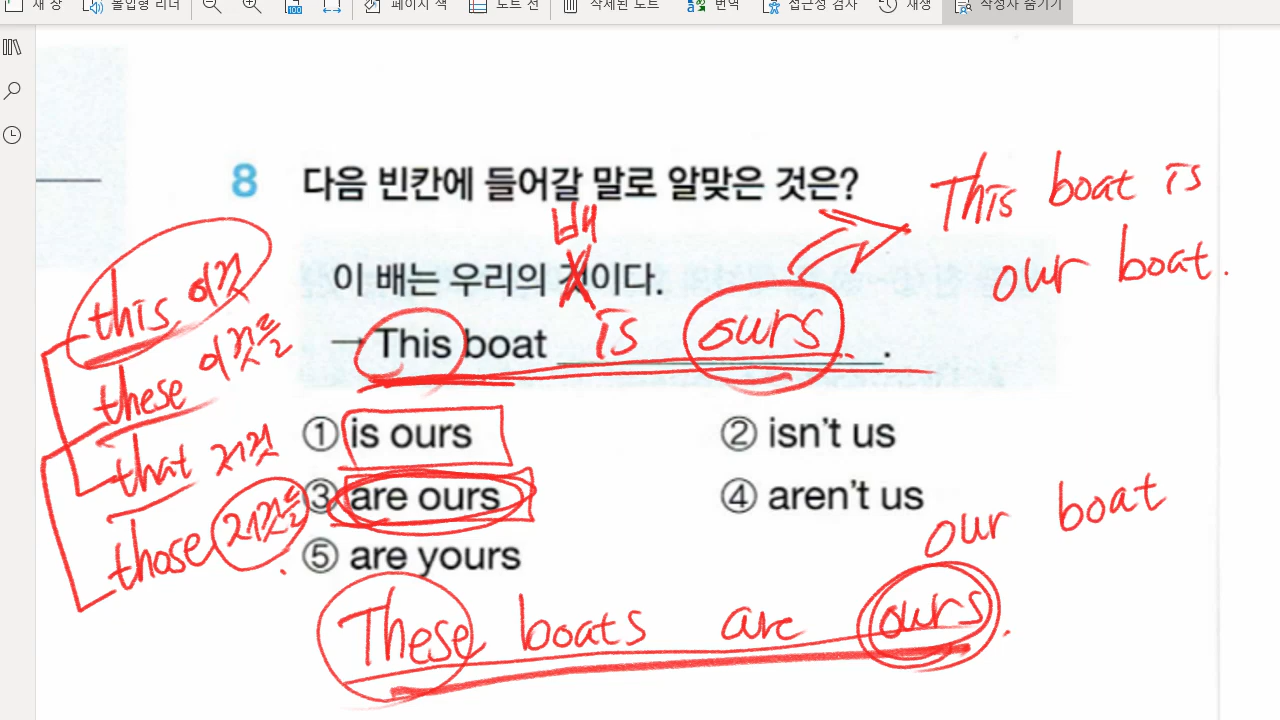 새 창 몰입형 리더 페이지 색 노트 선 삭제된 노트 번역 접근성 검사 재생 작성자 숨기기
8 다음 빈칸에 들어갈 말로 알맞은 것은?
This boat is
our boat.
배
이 배는 우리의 것이다.
→ This boat is ours.
this 이것
these 이것들
that 저것
those 저것들.
① is ours ② isn't us
③ are ours ④ aren't us
our boat
⑤ are yours
These boats are ours.